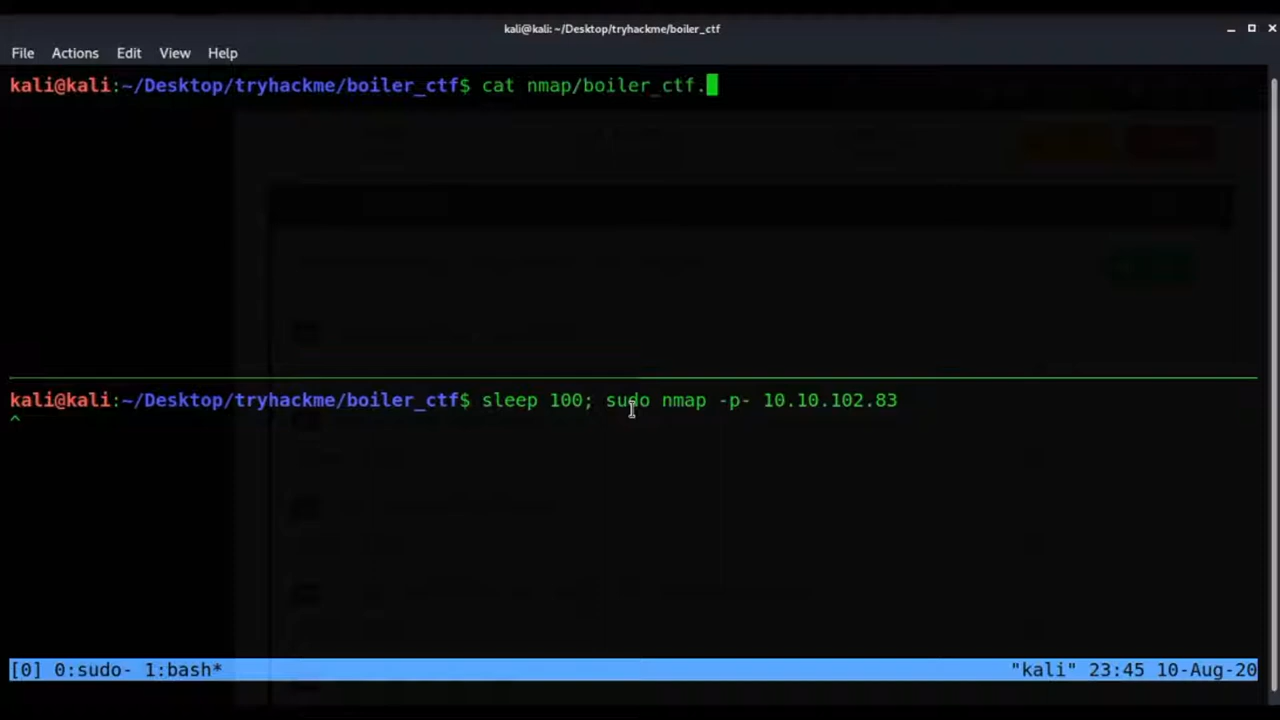 kali@kali: ~/Desktop/tryhackme/boiler_ctf
File Actions Edit View Help
kali@kali:~/Desktop/tryhackme/boiler_ctf$ cat nmap/boiler_ctf.
kali@kali:~/Desktop/tryhackme/boiler_ctf$ sleep 100; sudo nmap -p- 10.10.102.83
^
[0] 0:sudo- 1:bash* "kali" 23:45 10-Aug-20